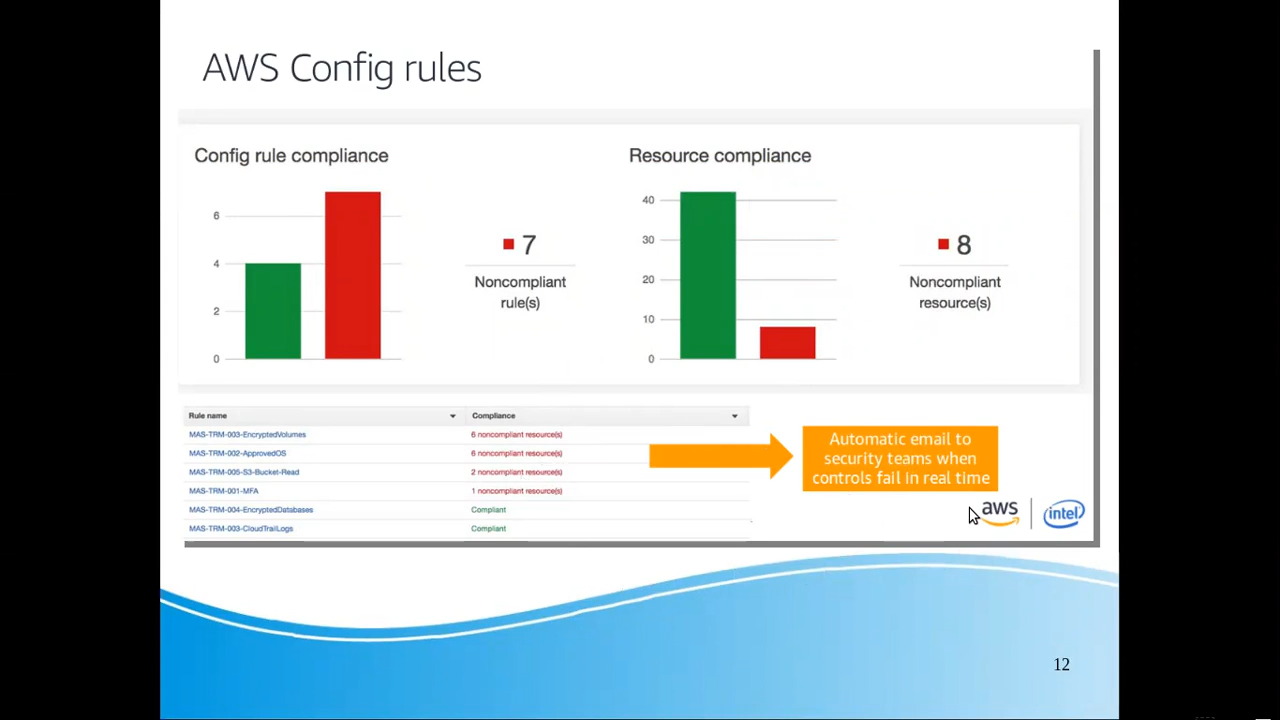 AWS Config rules
Config rule compliance
6
4
2
0
7
Noncompliant
rule(s)
Resource compliance
40
30
20
10
0
8
Noncompliant
resource(s)
Rule name Compliance
MAS-TRM-003-EncryptedVolumes 6 noncompliant resource(s)
MAS-TRM-002-ApprovedOS 6 noncompliant resource(s)
MAS-TRM-005-S3-Bucket-Read 2 noncompliant resource(s)
MAS-TRM-001-MFA 1 noncompliant resource(s)
MAS-TRM-004-EncryptedDatabases Compliant
MAS-TRM-003-CloudTrailLogs Compliant
Automatic email to
security teams when
controls fail in real time
aws intel
12